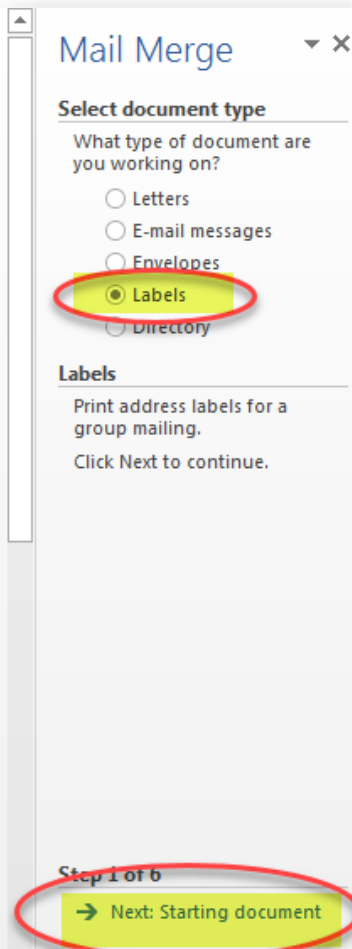 Mail Merge
Select document type
What type of document are
you working on?
Letters
E-mail messages
Envelopes
Labels
Directory
Labels
Print address labels for a
group mailing.
Click Next to continue.
Step 1 of 6
Next: Starting document